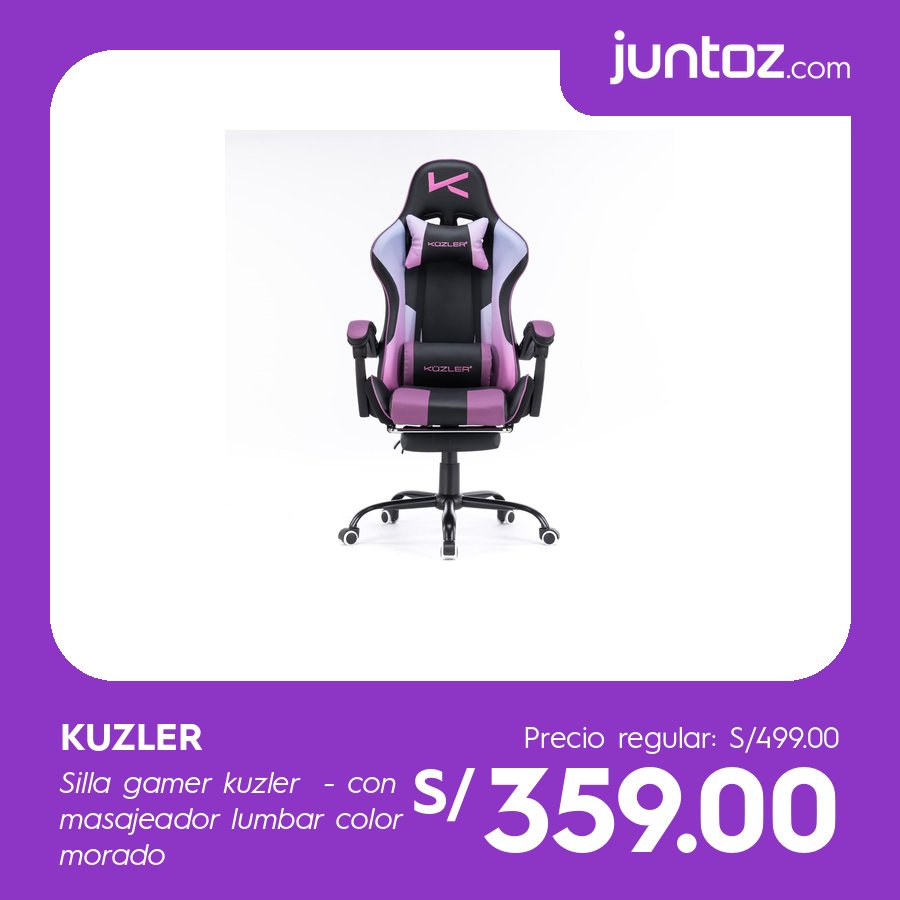 juntoz.com
KÜZLER
KÜZLER
KUZLER
Silla gamer kuzler - con
masajeador lumbar color
morado
Precio regular: S/499.00
S/359.00